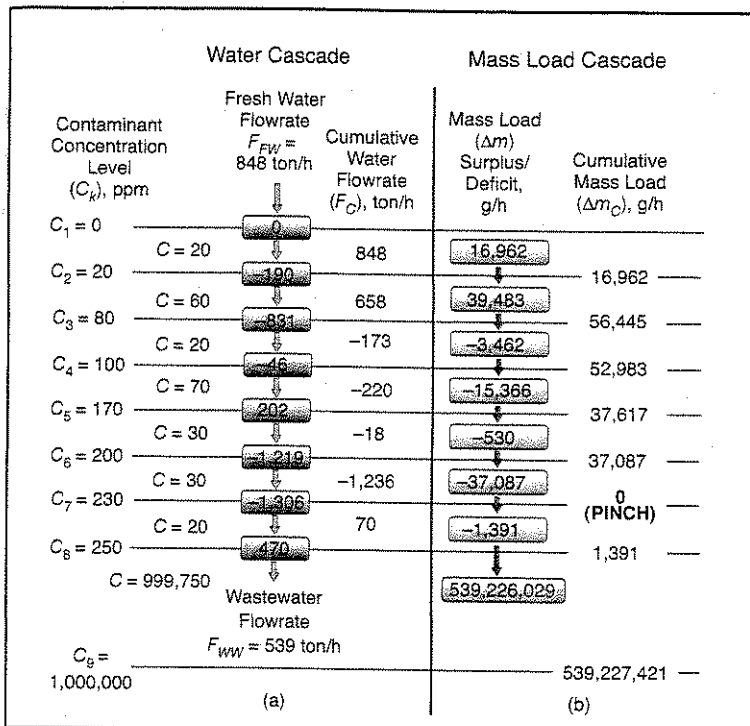 Water Cascade
Mass Load Cascade
Contaminant
Concentration
Level
(Cₖ), ppm
Fresh Water
Flowrate
F_FW =
848 ton/h
Cumulative
Water
Flowrate
(F_C), ton/h
Mass Load
(Δm)
Surplus/
Deficit,
g/h
Cumulative
Mass Load
(Δm_C), g/h
C₁ = 0
0
C = 20
848
16,962
C₂ = 20
–190
16,962
C = 60
658
39,483
C₃ = 80
–831
56,445
C = 20
–173
–3,462
C₄ = 100
–46
52,983
C = 70
–220
–15,366
C₅ = 170
202
37,617
C = 30
–18
–530
C₆ = 200
–1,219
37,087
C = 30
–1,236
–37,087
C₇ = 230
–1,306
0
(PINCH)
C = 20
70
–1,391
C₈ = 250
470
1,391
C = 999,750
539,226,029
Wastewater
Flowrate
F_WW = 539 ton/h
C₉ =
1,000,000
539,227,421
(a)
(b)